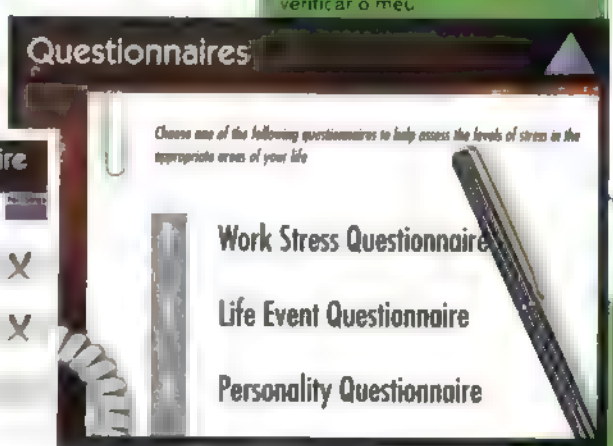 verificar o meu
Questionnaires
Choose one of the following questionnaires to help assess the levels of stress in the
appropriate areas of your life
ire
X
X
Work Stress Questionnaire
Life Event Questionnaire
Personality Questionnaire